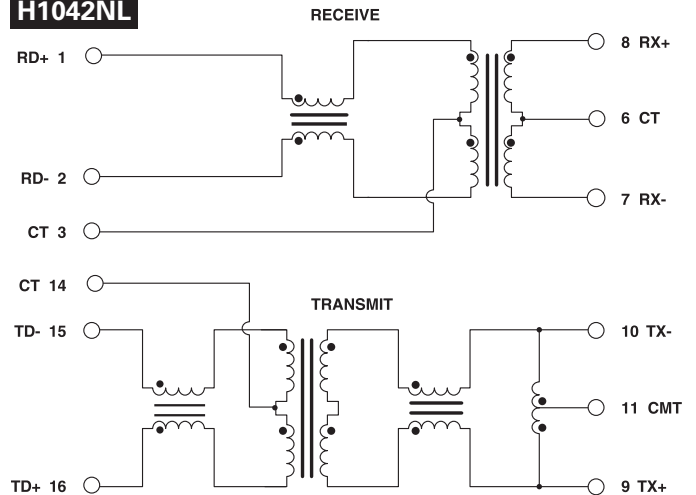 H1042NL
RECEIVE
RD+ 1
8 RX+
6 CT
RD- 2
7 RX-
CT 3
CT 14
TRANSMIT
TD- 15
10 TX-
11 CMT
TD+ 16
9 TX+